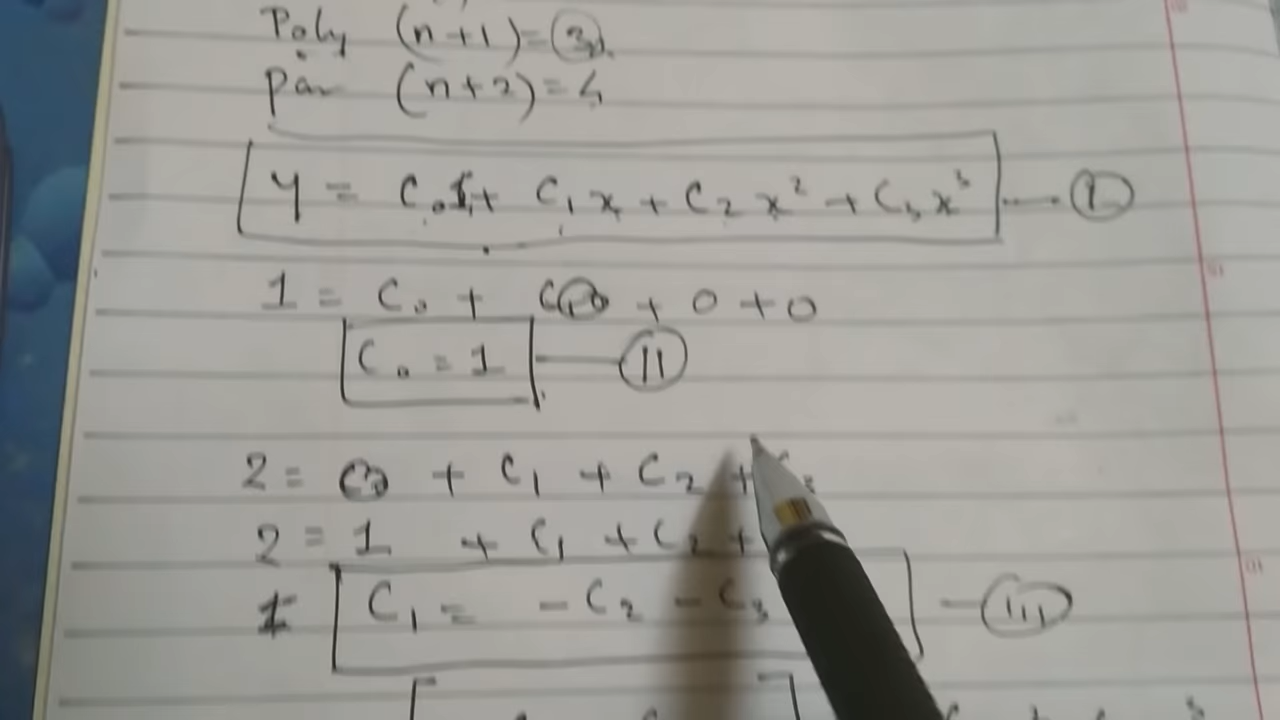 Poly (n+1)=3
Par (n+2)=4
y = C₀1+ C₁x + C₂x² + C₃x³ — I
1 = C₀ + C₁0 + 0 + 0
C₀ = 1 — II
2 = C₀ + C₁ + C₂ +
2 = 1 + C₁ + C₂ +
1 C₁ = -C₂ -C₃ — III